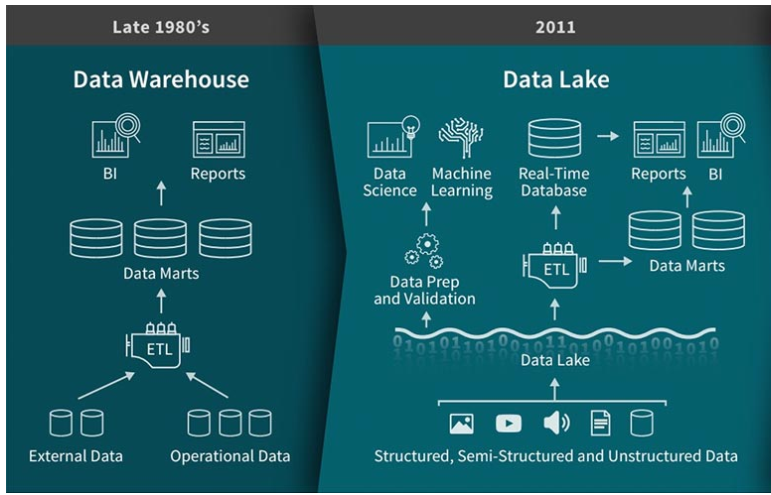 Late 1980's
Data Warehouse
BI
Reports
Data Marts
ETL
External Data
Operational Data
2011
Data Lake
Data
Science
Machine
Learning
Real-Time
Database
Reports
BI
Data Prep
and Validation
ETL
Data Marts
Data Lake
Structured, Semi-Structured and Unstructured Data